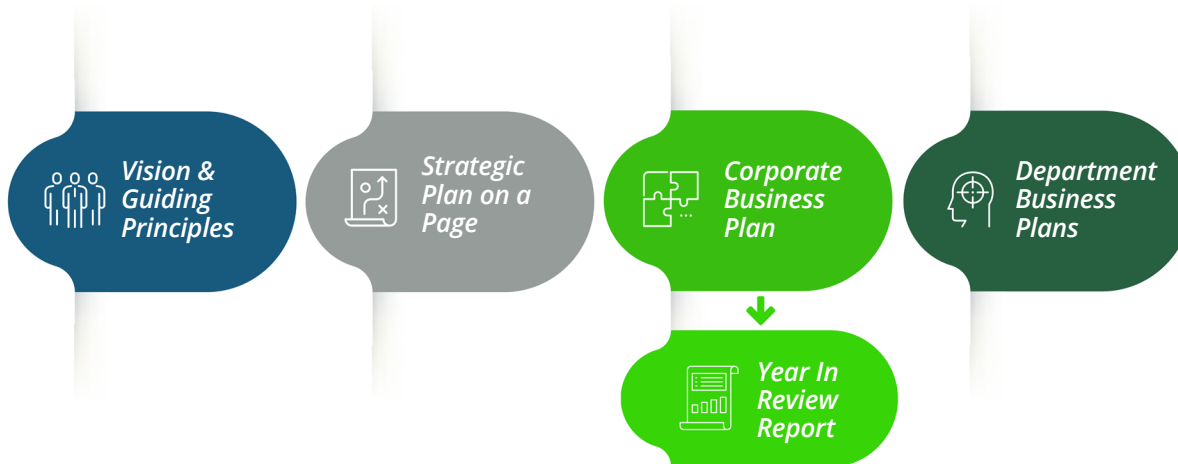 Vision &
Guiding
Principles
Strategic
Plan on a
Page
Corporate
Business
Plan
Department
Business
Plans
Year In
Review
Report